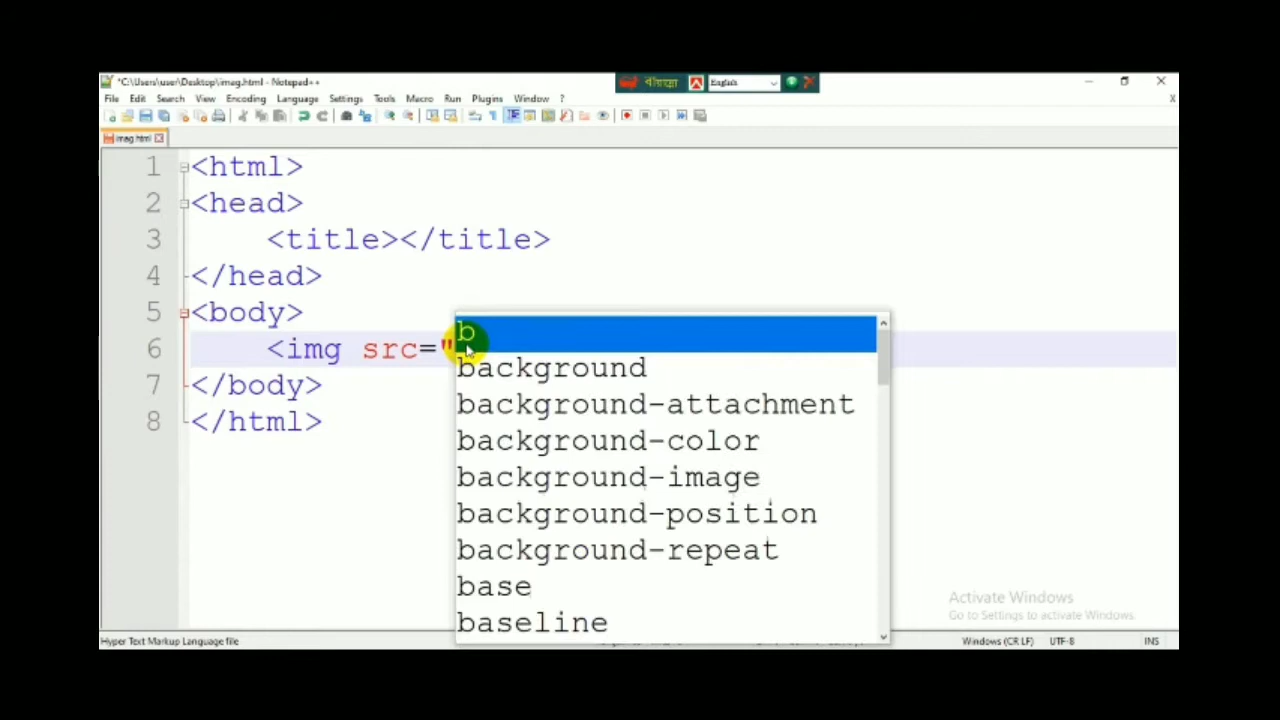 *C:\Users\user\Desktop\imag.html - Notepad++
বায়ান্নো English
File Edit Search View Encoding Language Settings Tools Macro Run Plugins Window ? X
imag.html
1 <html>
2 <head>
3 <title></title>
4 </head>
5 <body>
6 <img src="
7 </body>
8 </html>
b
background
background-attachment
background-color
background-image
background-position
background-repeat
base
baseline
Activate Windows
Go to Settings to activate Windows.
Hyper Text Markup Language file Windows (CR LF) UTF-8 INS